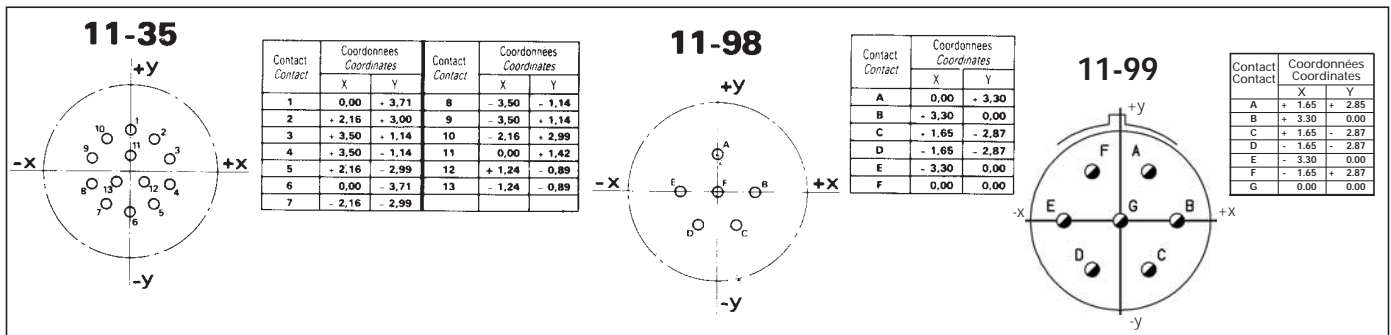 11-35
+y
-x
+x
-y
1
2
3
4
5
6
7
8
9
10
11
12
13
Contact Coordonnees Contact Coordonnees
Contact Coordinates Contact Coordinates
X Y X Y
1 0,00 + 3,71 8 - 3,50 - 1,14
2 + 2,16 + 3,00 9 - 3,50 + 1,14
3 + 3,50 + 1,14 10 - 2,16 + 2,99
4 + 3,50 - 1,14 11 0,00 + 1,42
5 + 2,16 - 2,99 12 + 1,24 - 0,89
6 0,00 - 3,71 13 - 1,24 - 0,89
7 - 2,16 - 2,99
11-98
+y
-x
+x
-y
A
B
C
D
E
F
Contact Coordonnees
Contact Coordinates
X Y
A 0,00 + 3,30
B + 3,30 0,00
C + 1,65 - 2,87
D - 1,65 - 2,87
E - 3,30 0,00
F 0,00 0,00
11-99
+y
-x
+x
-y
F A
E G B
D C
Contact Coordonnées
Contact Coordinates
X Y
A + 1.65 + 2.85
B + 3.30 0.00
C + 1.65 - 2.87
D - 1.65 - 2.87
E - 3.30 0.00
F - 1.65 + 2.87
G 0.00 0.00